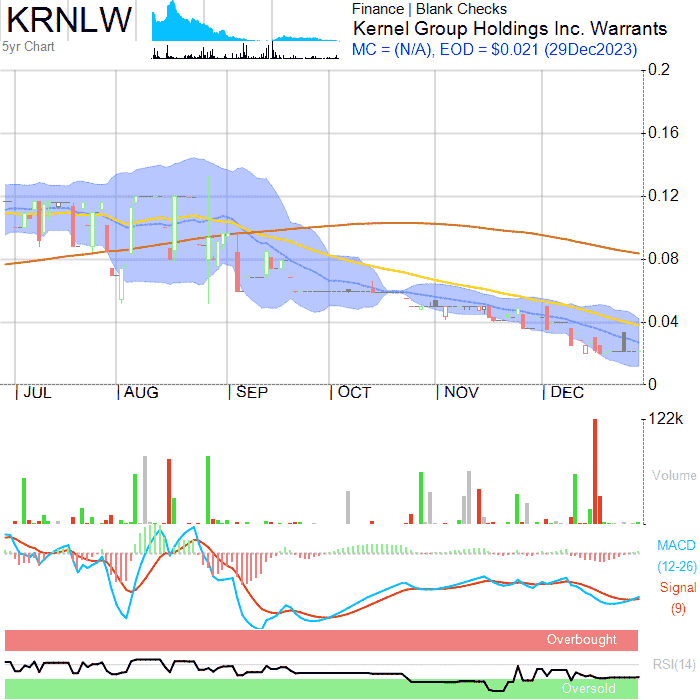 KRNLW
5yr Chart
Finance | Blank Checks
Kernel Group Holdings Inc. Warrants
MC = (N/A), EOD = $0.021 (29Dec2023)
0.2
0.16
0.12
0.08
0.04
0
JUL AUG SEP OCT NOV DEC
122k
Volume
MACD
(12-26)
Signal
(9)
Overbought
RSI(14)
Oversold